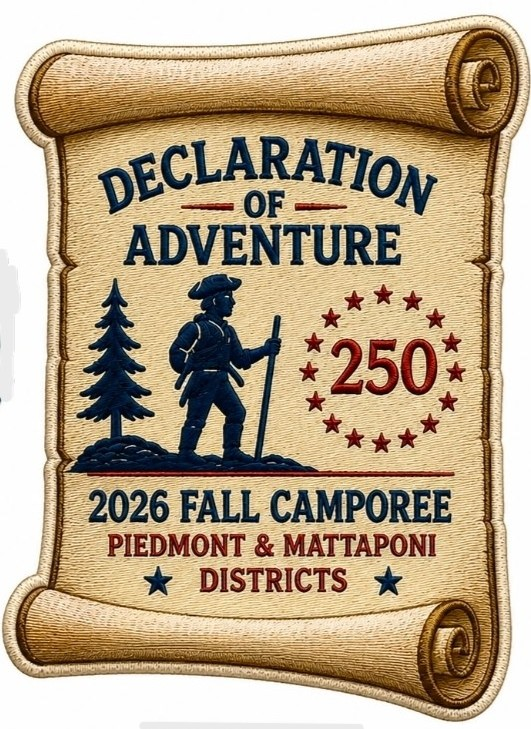 DECLARATION
OF
ADVENTURE
250
2026 FALL CAMPOREE
PIEDMONT & MATTAPONI
DISTRICTS